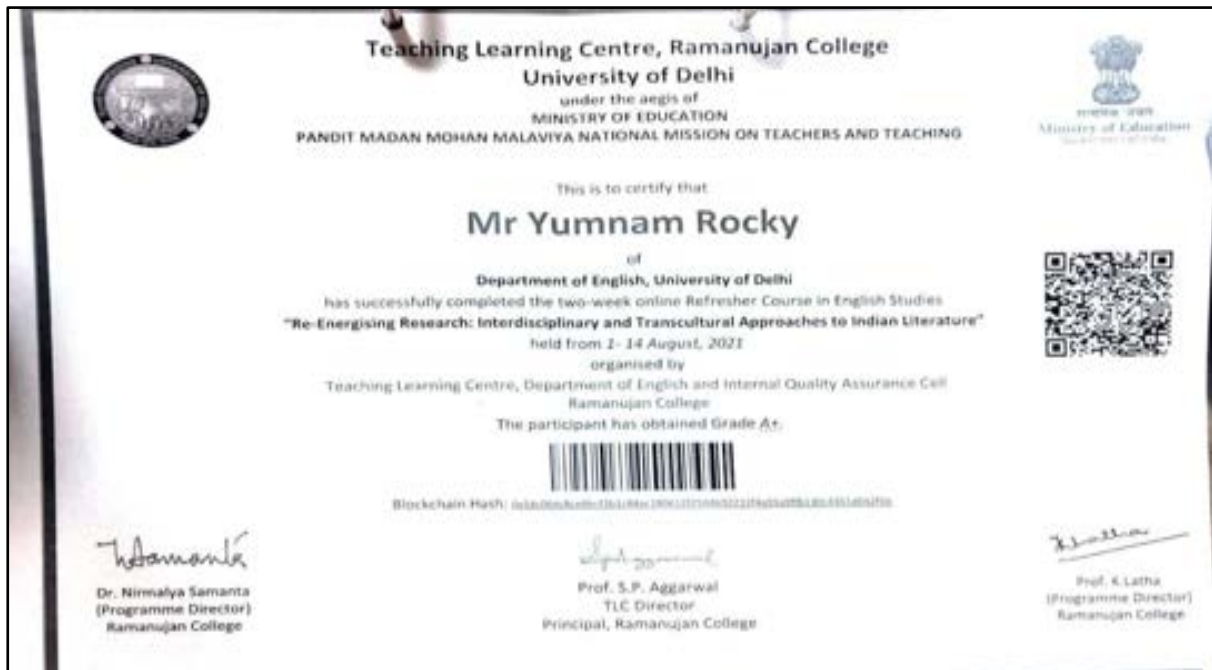 Teaching Learning Centre, Ramanujan College
University of Delhi
under the aegis of
MINISTRY OF EDUCATION
PANDIT MADAN MOHAN MALAVIYA NATIONAL MISSION ON TEACHERS AND TEACHING
सत्यमेव जयते
Ministry of Education
This is to certify that
Mr Yumnam Rocky
of
Department of English, University of Delhi
has successfully completed the two-week online Refresher Course in English Studies
"Re-Energising Research: Interdisciplinary and Transcultural Approaches to Indian Literature"
held from 1- 14 August, 2021
organised by
Teaching Learning Centre, Department of English and Internal Quality Assurance Cell
Ramanujan College
The participant has obtained Grade A+.
Blockchain Hash:
Dr. Nirmalya Samanta
(Programme Director)
Ramanujan College
Prof. S.P. Aggarwal
TLC Director
Principal, Ramanujan College
Prof. K Latha
(Programme Director)
Ramanujan College